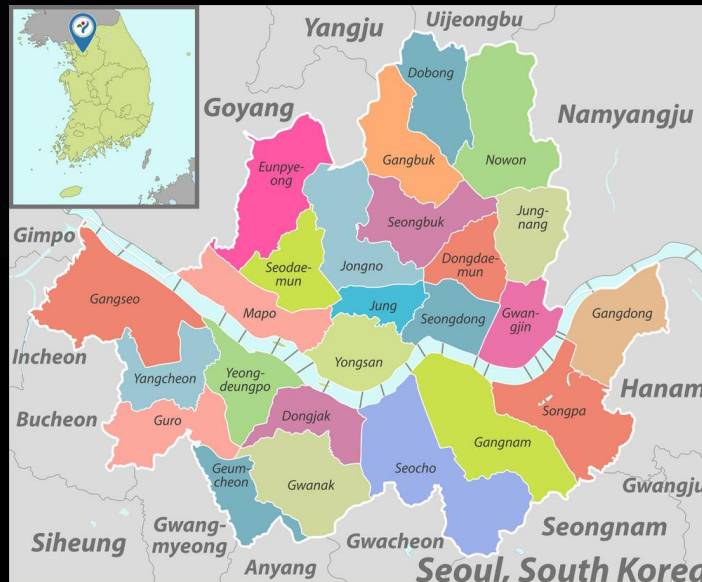 Yangju
Uijeongbu
Goyang
Namyangju
Dobong
Gangbuk
Nowon
Eunpye-
ong
Seongbuk
Jung-
nang
Gimpo
Seodae-
mun
Jongno
Dongdae-
mun
Gangseo
Mapo
Jung
Seongdong
Gwan-
gjin
Gangdong
Incheon
Yangcheon
Yeong-
deungpo
Yongsan
Hanam
Bucheon
Guro
Dongjak
Songpa
Gangnam
Geum
cheon
Gwanak
Seocho
Gwangju
Siheung
Gwang-
myeong
Anyang
Gwacheon
Seongnam
Seoul, South Korea